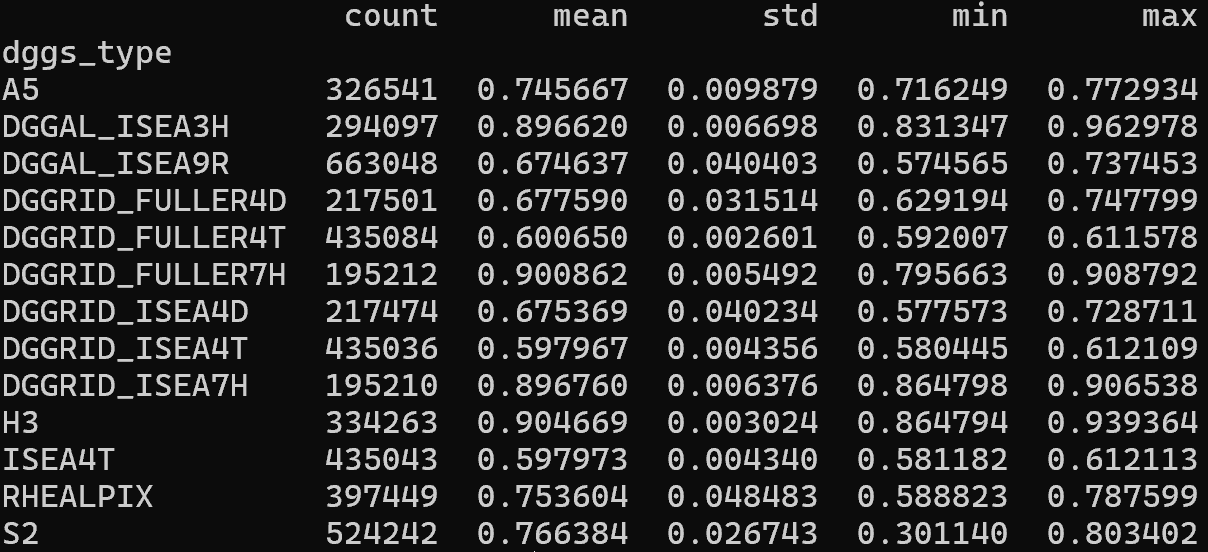 count mean std min max
dggs_type
A5 326541 0.745667 0.009879 0.716249 0.772934
DGGAL_ISEA3H 294097 0.896620 0.006698 0.831347 0.962978
DGGAL_ISEA9R 663048 0.674637 0.040403 0.574565 0.737453
DGGRID_FULLER4D 217501 0.677590 0.031514 0.629194 0.747799
DGGRID_FULLER4T 435084 0.600650 0.002601 0.592007 0.611578
DGGRID_FULLER7H 195212 0.900862 0.005492 0.795663 0.908792
DGGRID_ISEA4D 217474 0.675369 0.040234 0.577573 0.728711
DGGRID_ISEA4T 435036 0.597967 0.004356 0.580445 0.612109
DGGRID_ISEA7H 195210 0.896760 0.006376 0.864798 0.906538
H3 334263 0.904669 0.003024 0.864794 0.939364
ISEA4T 435043 0.597973 0.004340 0.581182 0.612113
RHEALPIX 397449 0.753604 0.048483 0.588823 0.787599
S2 524242 0.766384 0.026743 0.301140 0.803402